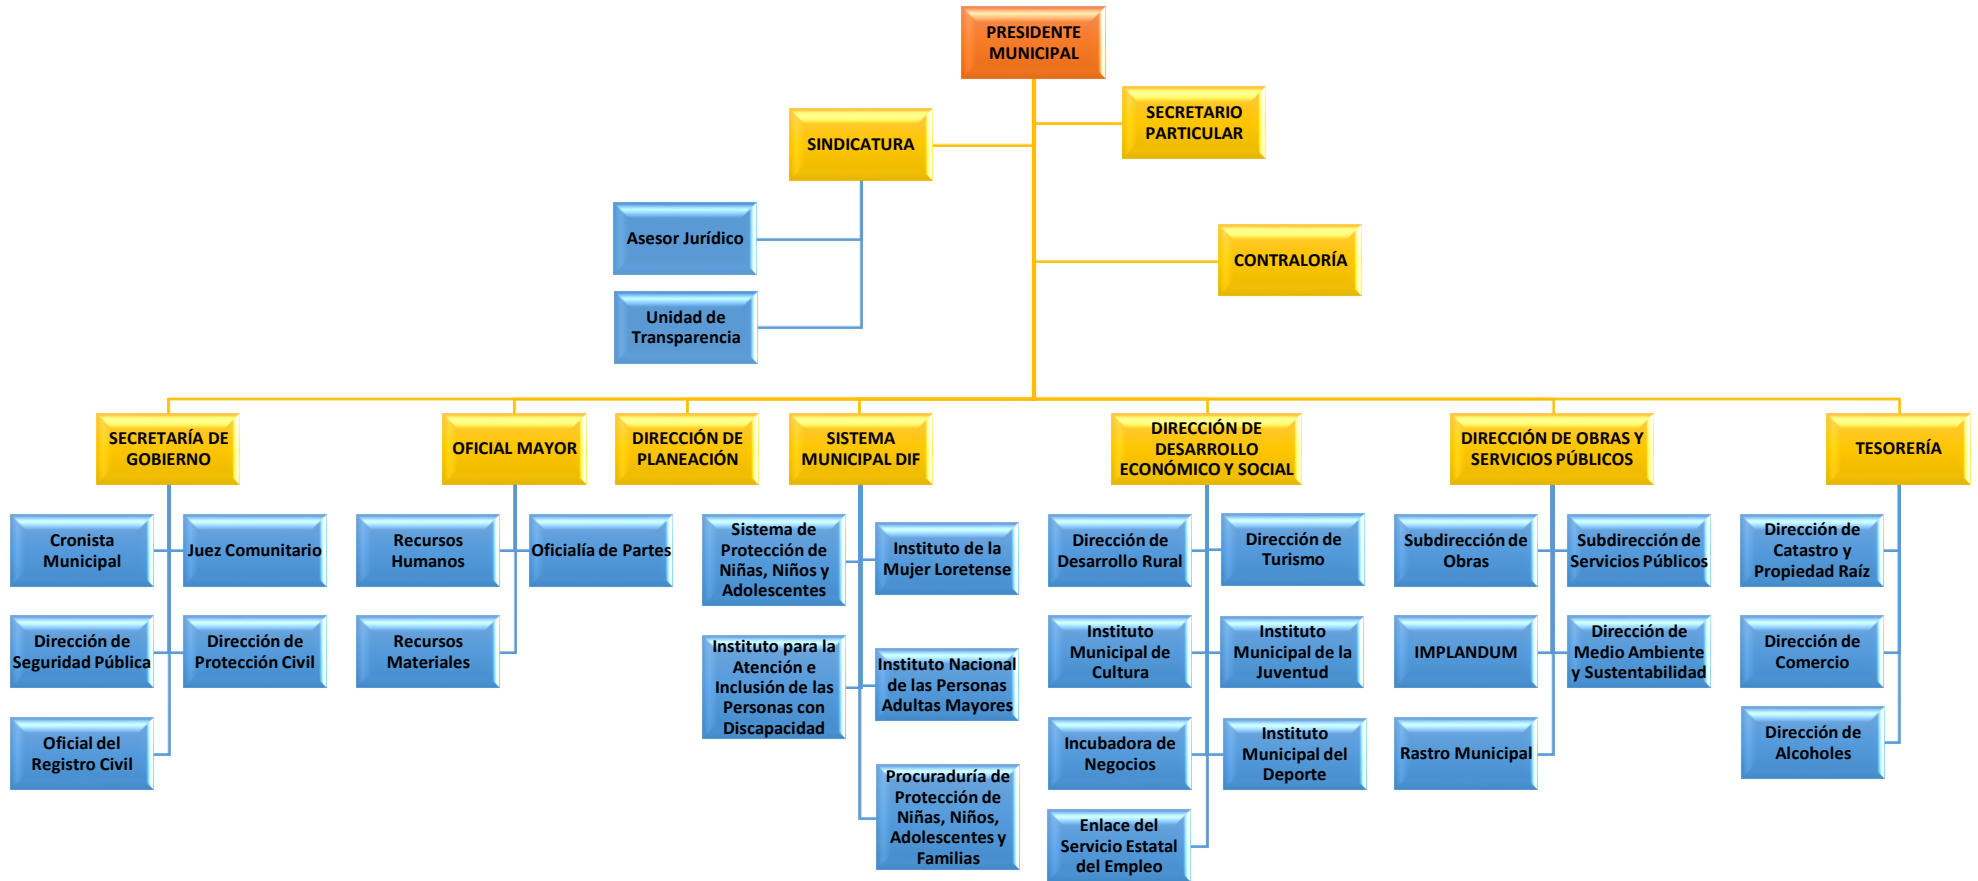 PRESIDENTE
MUNICIPAL
SECRETARIO
PARTICULAR
SINDICATURA
Asesor Jurídico
CONTRALORÍA
Unidad de
Transparencia
SECRETARÍA DE
GOBIERNO
OFICIAL MAYOR
DIRECCIÓN DE
PLANEACIÓN
SISTEMA
MUNICIPAL DIF
DIRECCIÓN DE
DESARROLLO
ECONÓMICO Y SOCIAL
DIRECCIÓN DE OBRAS Y
SERVICIOS PÚBLICOS
TESORERÍA
Cronista
Municipal
Juez Comunitario
Dirección de
Seguridad Pública
Dirección de
Protección Civil
Oficial del
Registro Civil
Recursos
Humanos
Oficialía de Partes
Recursos
Materiales
Sistema de
Protección de
Niñas, Niños y
Adolescentes
Instituto de la
Mujer Loretense
Instituto para la
Atención e
Inclusión de las
Personas con
Discapacidad
Instituto Nacional
de las Personas
Adultas Mayores
Procuraduría de
Protección de
Niñas, Niños,
Adolescentes y
Familias
Dirección de
Desarrollo Rural
Dirección de
Turismo
Instituto
Municipal de
Cultura
Instituto
Municipal de la
Juventud
Incubadora de
Negocios
Instituto
Municipal del
Deporte
Enlace del
Servicio Estatal
del Empleo
Subdirección de
Obras
Subdirección de
Servicios Públicos
IMPLANDUM
Dirección de
Medio Ambiente
y Sustentabilidad
Rastro Municipal
Dirección de
Catastro y
Propiedad Raíz
Dirección de
Comercio
Dirección de
Alcoholes